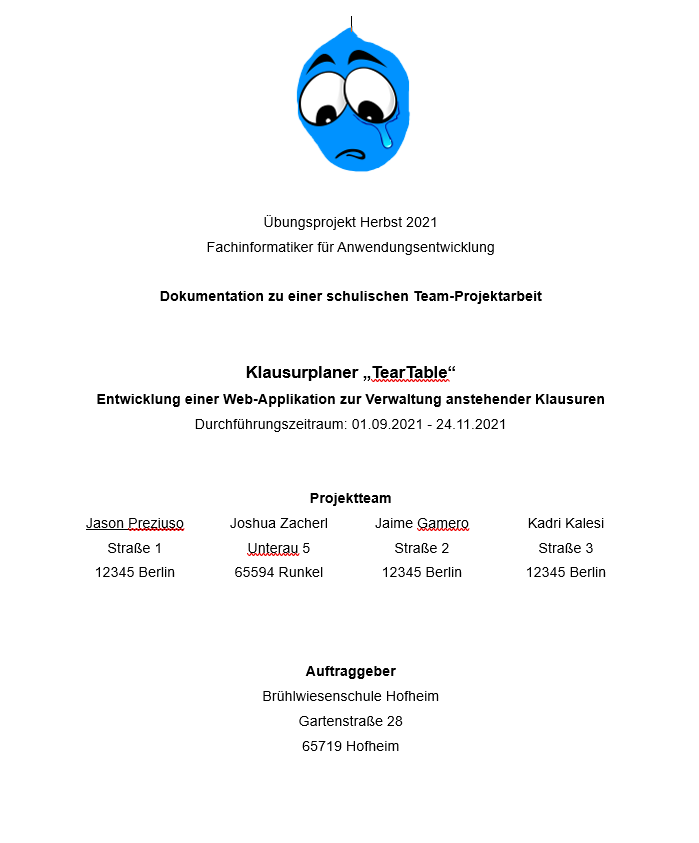 Übungsprojekt Herbst 2021
Fachinformatiker für Anwendungsentwicklung
Dokumentation zu einer schulischen Team-Projektarbeit
Klausurplaner „TearTable“
Entwicklung einer Web-Applikation zur Verwaltung anstehender Klausuren
Durchführungszeitraum: 01.09.2021 - 24.11.2021
Projektteam
Jason Preziuso Joshua Zacherl Jaime Gamero Kadri Kalesi
Straße 1 Unterau 5 Straße 2 Straße 3
12345 Berlin 65594 Runkel 12345 Berlin 12345 Berlin
Auftraggeber
Brühlwiesenschule Hofheim
Gartenstraße 28
65719 Hofheim